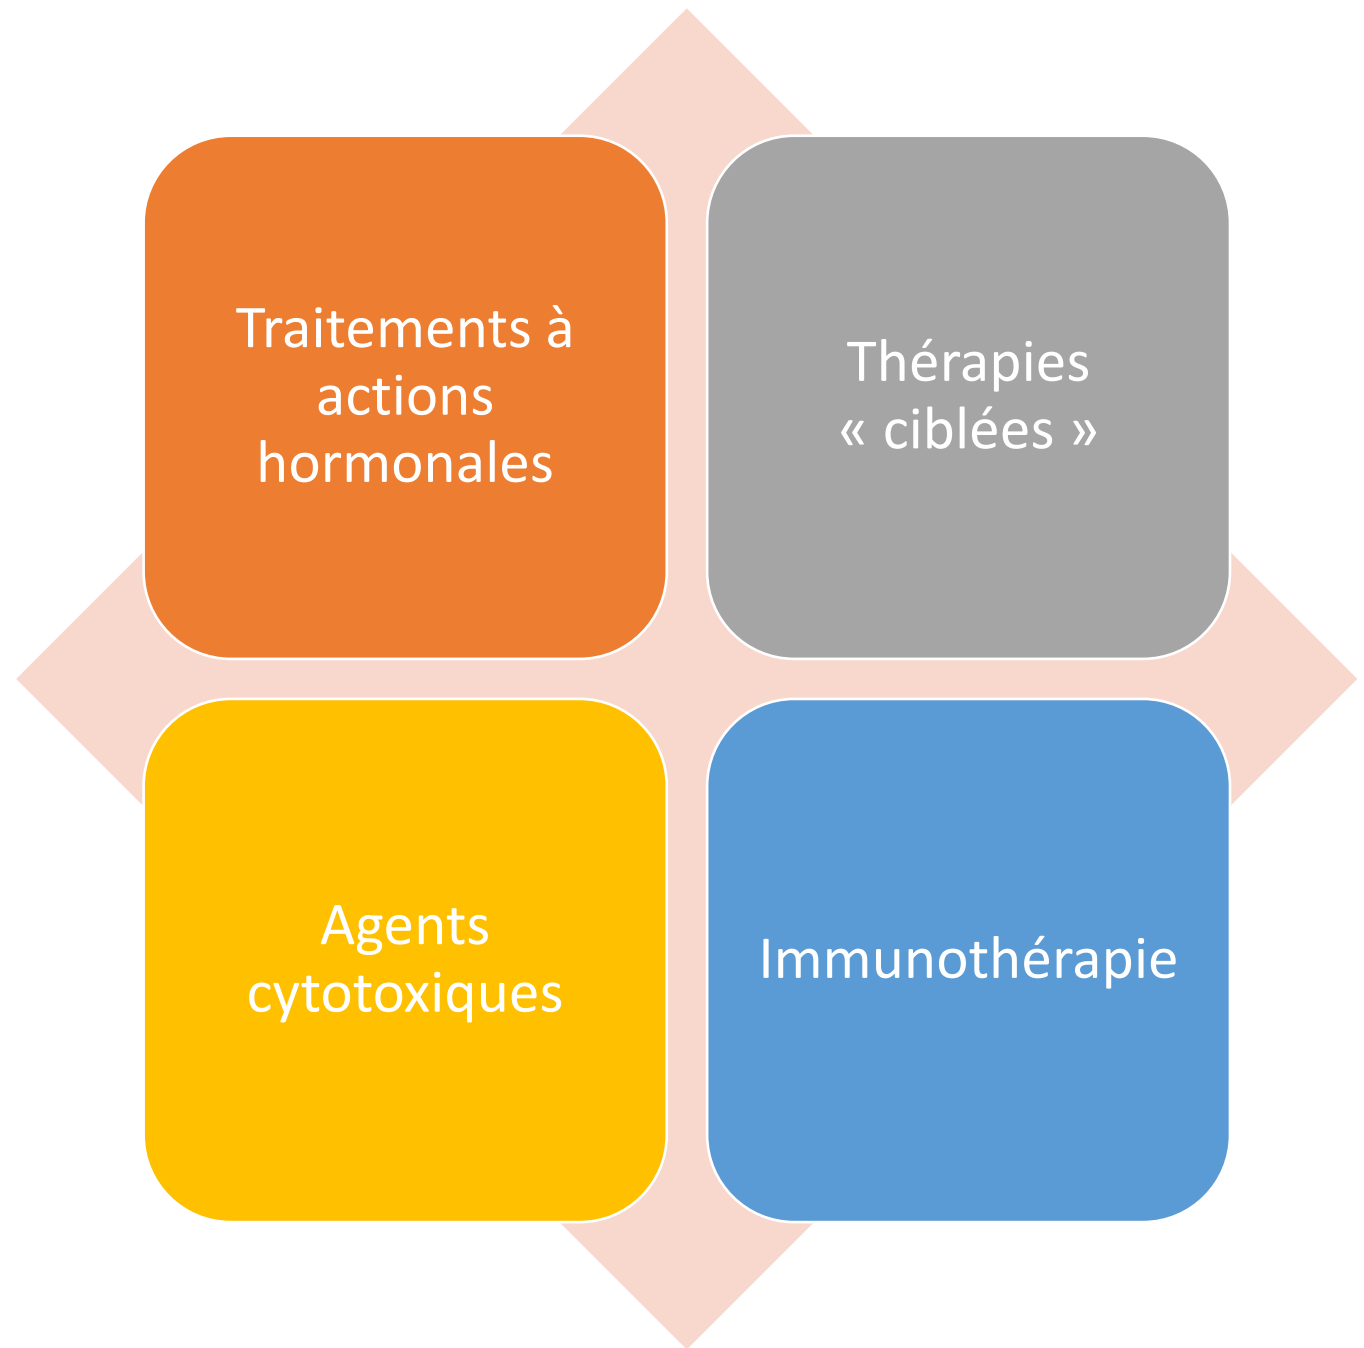 Traitements à
actions
hormonales
Thérapies
« ciblées »
Agents
cytotoxiques
Immunothérapie